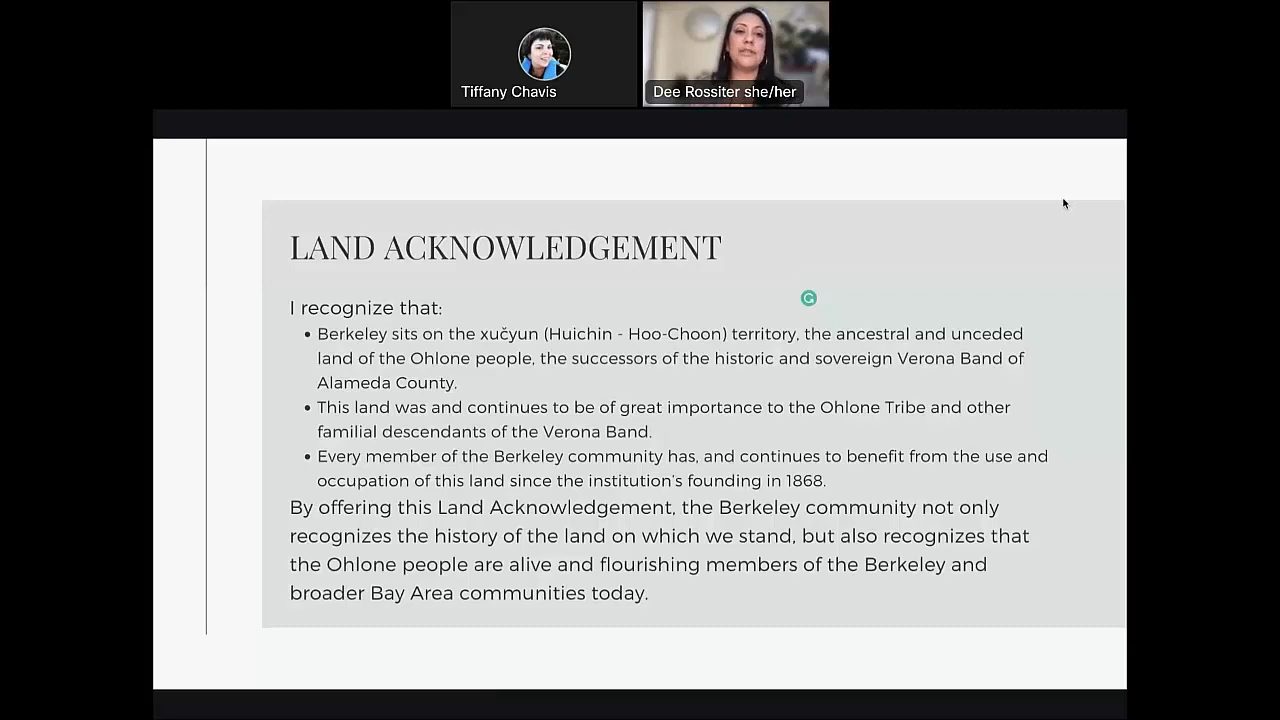 Tiffany Chavis
Dee Rossiter she/her
LAND ACKNOWLEDGEMENT
I recognize that:
• Berkeley sits on the xučyun (Huichin - Hoo-Choon) territory, the ancestral and unceded
land of the Ohlone people, the successors of the historic and sovereign Verona Band of
Alameda County.
• This land was and continues to be of great importance to the Ohlone Tribe and other
familial descendants of the Verona Band.
• Every member of the Berkeley community has, and continues to benefit from the use and
occupation of this land since the institution's founding in 1868.
By offering this Land Acknowledgement, the Berkeley community not only
recognizes the history of the land on which we stand, but also recognizes that
the Ohlone people are alive and flourishing members of the Berkeley and
broader Bay Area communities today.